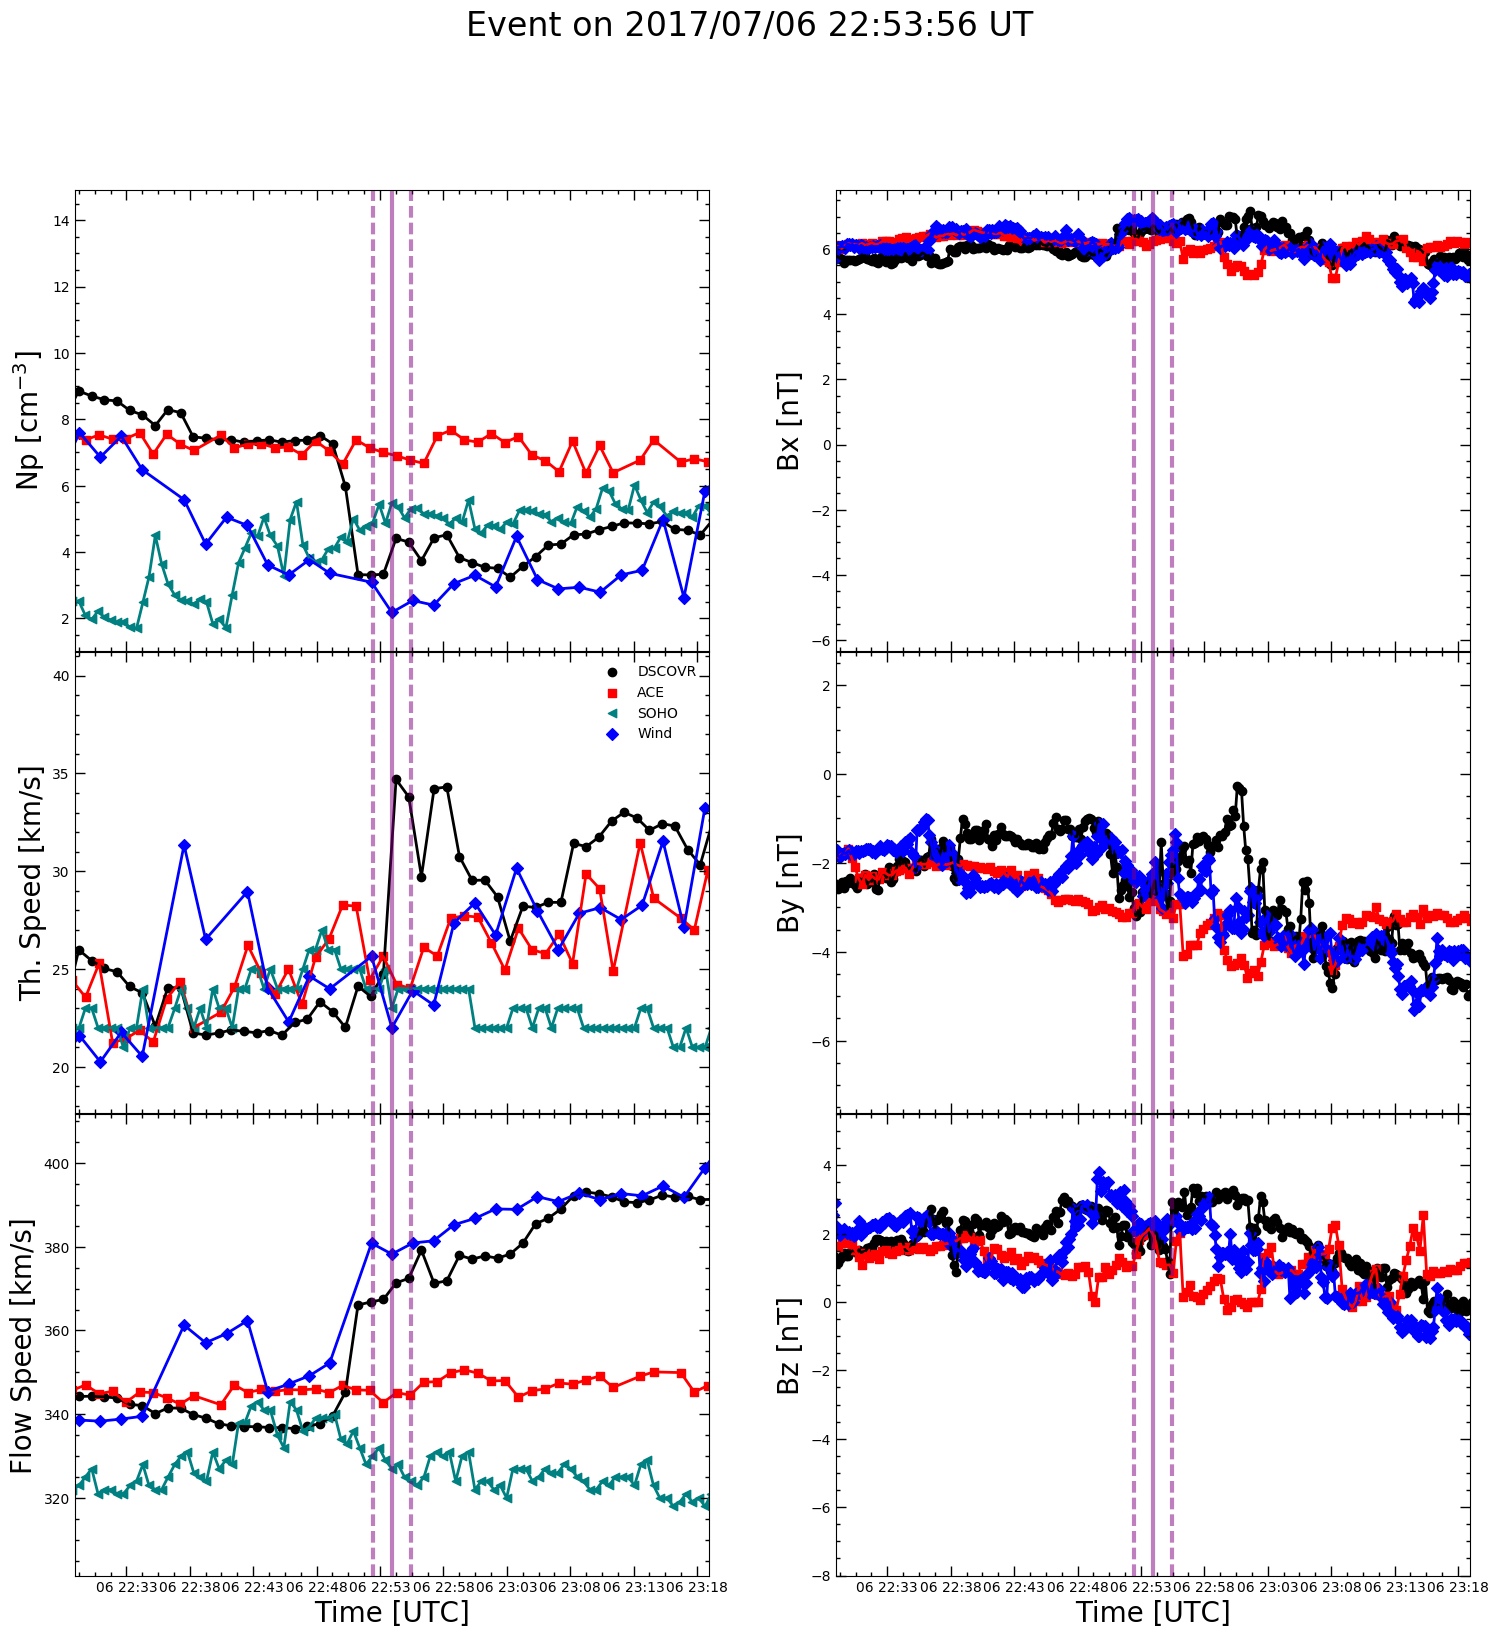 Event on 2017/07/06 22:53:56 UT
Np [cm⁻³]
14
12
10
8
6
4
2
Th. Speed [km/s]
40
35
30
25
20
DSCOVR
ACE
SOHO
Wind
Flow Speed [km/s]
400
380
360
340
320
06 22:33 06 22:38 06 22:43 06 22:48 06 22:53 06 22:58 06 23:03 06 23:08 06 23:13 06 23:18
Time [UTC]
Bx [nT]
6
4
2
0
−2
−4
−6
By [nT]
2
0
−2
−4
−6
Bz [nT]
4
2
0
−2
−4
−6
−8
06 22:33 06 22:38 06 22:43 06 22:48 06 22:53 06 22:58 06 23:03 06 23:08 06 23:13 06 23:18
Time [UTC]